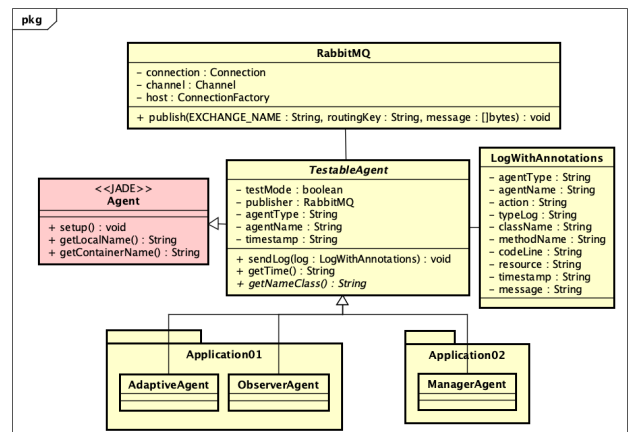 pkg
RabbitMQ
– connection : Connection
– channel : Channel
– host : ConnectionFactory
+ publish(EXCHANGE_NAME : String, routingKey : String, message : []bytes) : void
<<JADE>>
Agent
+ setup() : void
+ getLocalName() : String
+ getContainerName() : String
TestableAgent
– testMode : boolean
– publisher : RabbitMQ
– agentType : String
– agentName : String
– timestamp : String
+ sendLog(log : LogWithAnnotations) : void
+ getTime() : String
+ getNameClass() : String
LogWithAnnotations
– agentType : String
– agentName : String
– action : String
– typeLog : String
– className : String
– methodName : String
– codeLine : String
– resource : String
– timestamp : String
– message : String
Application01
AdaptiveAgent
ObserverAgent
Application02
ManagerAgent